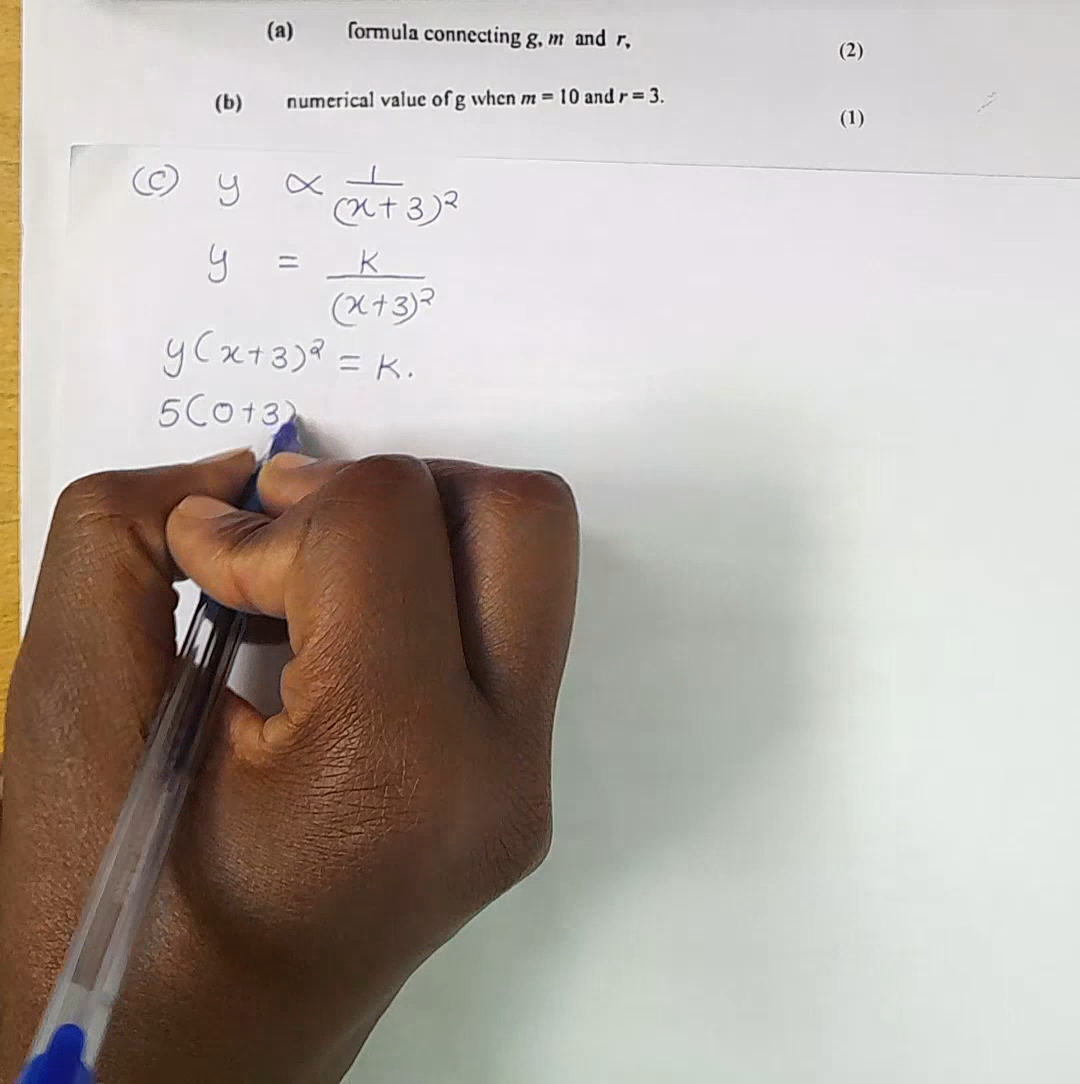 (a) formula connecting g, m and r, (2)
(b) numerical value of g when m = 10 and r = 3. (1)
(c) y ∝ 1/(x+3)²
y = K/(x+3)²
y(x+3)² = K.
5(0+3)